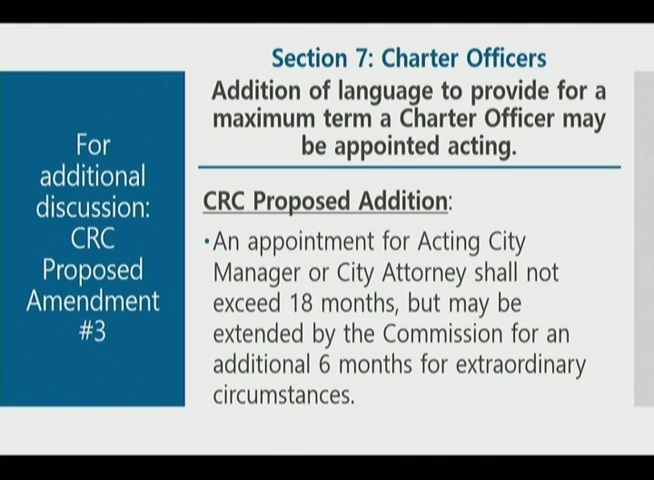 For
additional
discussion:
CRC
Proposed
Amendment
#3
Section 7: Charter Officers
Addition of language to provide for a
maximum term a Charter Officer may
be appointed acting.
CRC Proposed Addition:
•An appointment for Acting City
Manager or City Attorney shall not
exceed 18 months, but may be
extended by the Commission for an
additional 6 months for extraordinary
circumstances.